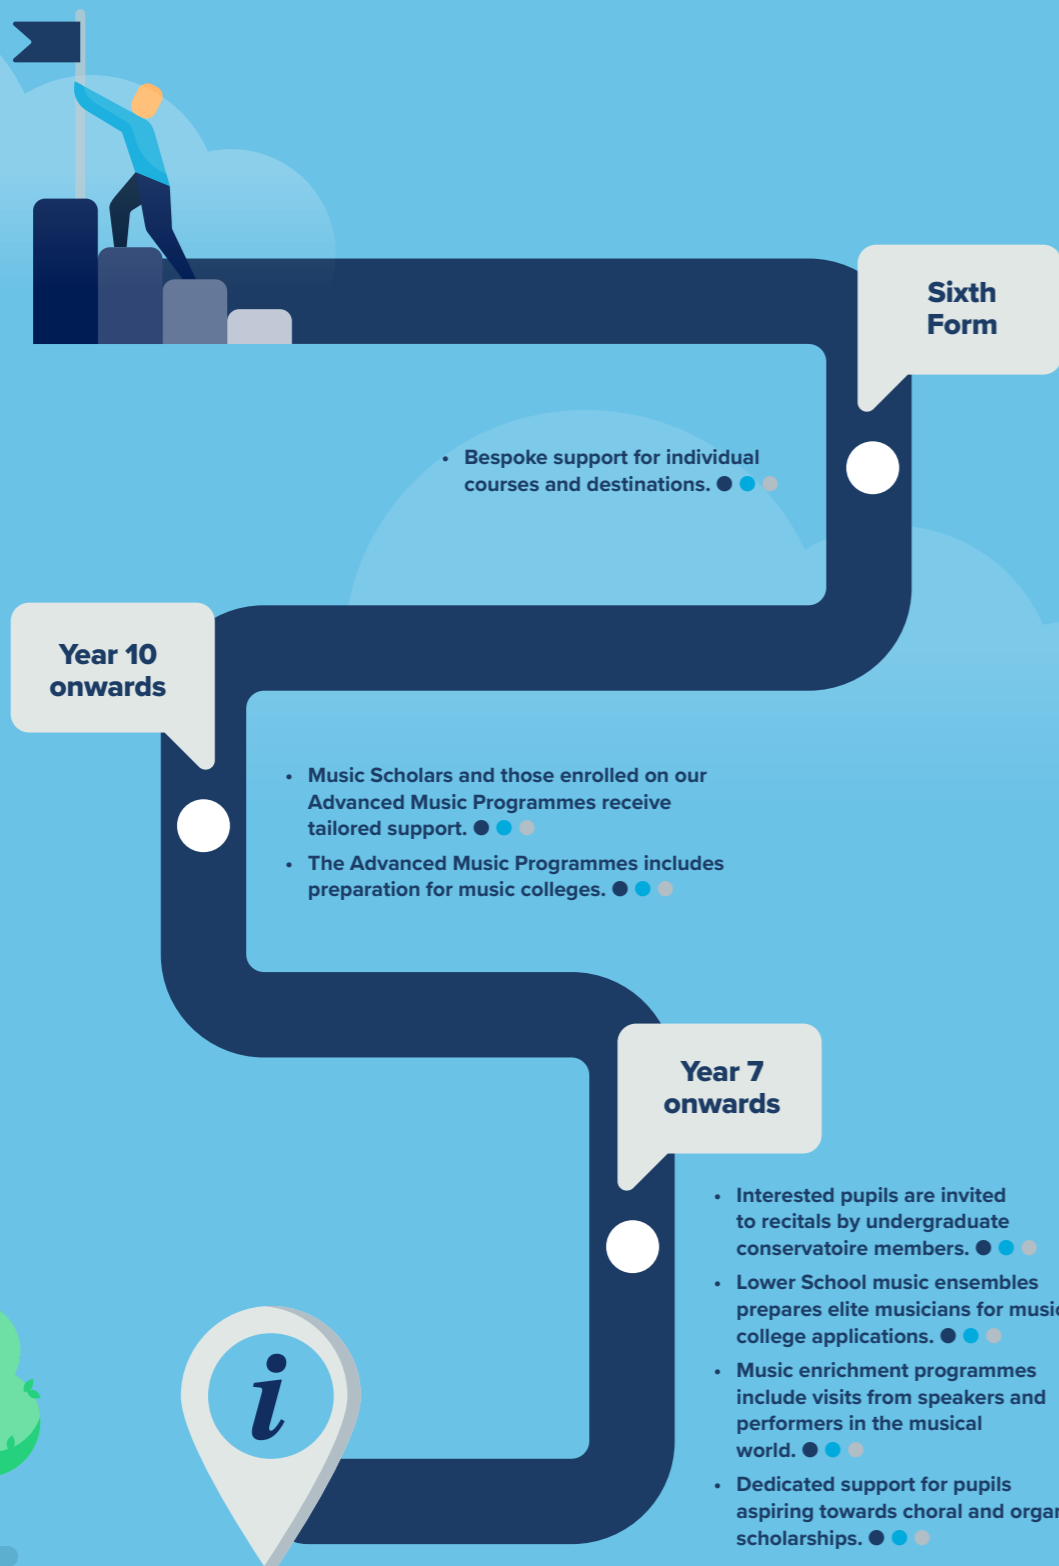 Sixth
Form
• Bespoke support for individual
courses and destinations.
Year 10
onwards
• Music Scholars and those enrolled on our
Advanced Music Programmes receive
tailored support.
• The Advanced Music Programmes includes
preparation for music colleges.
Year 7
onwards
• Interested pupils are invited
to recitals by undergraduate
conservatoire members.
• Lower School music ensembles
prepares elite musicians for music
college applications.
• Music enrichment programmes
include visits from speakers and
performers in the musical
world.
• Dedicated support for pupils
aspiring towards choral and organ
scholarships.
i